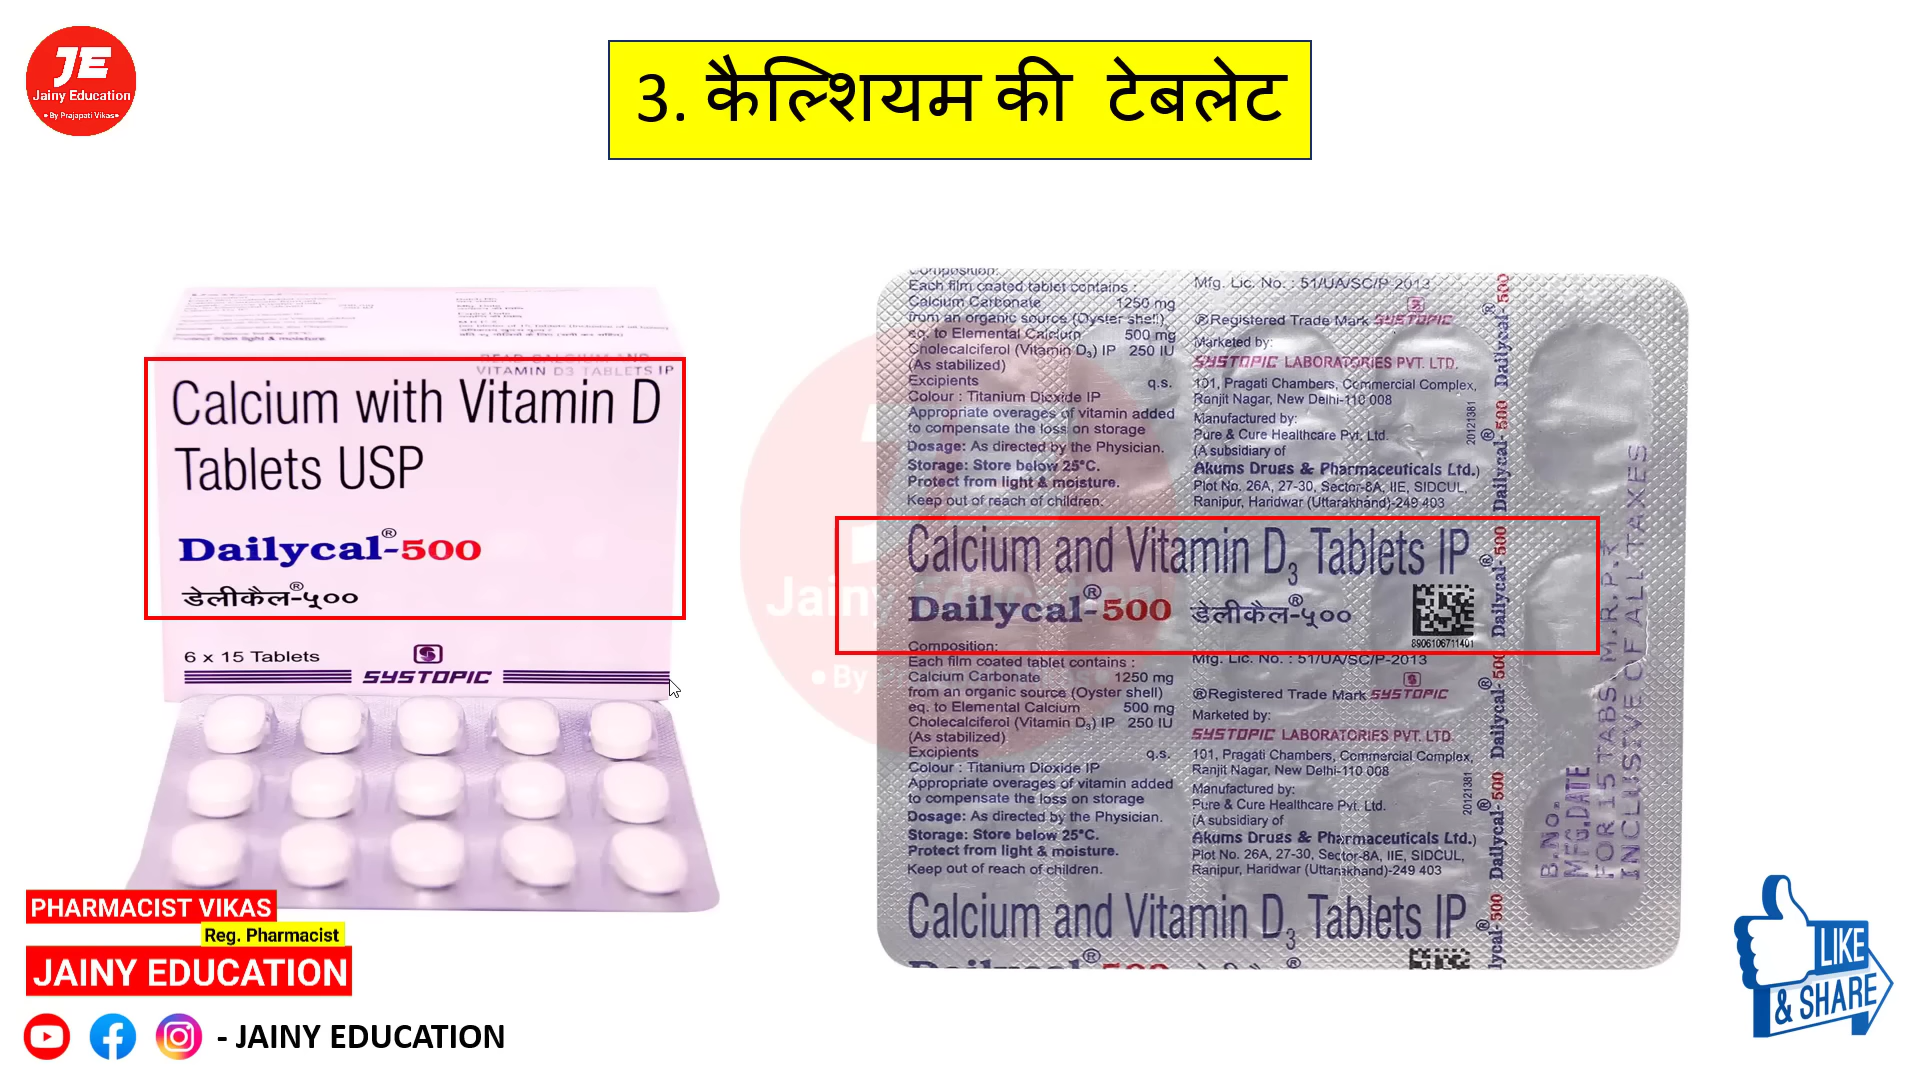 JE
Jainy Education
•By Prajapati Vikas•
3. कैल्शियम की टेबलेट
VITAMIN D3 TABLETS IP
Calcium with Vitamin D
Tablets USP
Dailycal®-500
डेलीकैल®-५००
6 x 15 Tablets
SYSTOPIC
Composition:
Each film coated tablet contains :
Calcium Carbonate 1250 mg
from an organic source (Oyster shell)
eq. to Elemental Calcium 500 mg
Cholecalciferol (Vitamin D₃) IP 250 IU
(As stabilized)
Excipients q.s.
Colour : Titanium Dioxide IP
Appropriate overages of vitamin added
to compensate the loss on storage
Dosage: As directed by the Physician.
Storage: Store below 25°C.
Protect from light & moisture.
Keep out of reach of children.
Mfg. Lic. No. : 51/UA/SC/P-2013
®Registered Trade Mark SYSTOPIC
Marketed by:
SYSTOPIC LABORATORIES PVT. LTD.
101, Pragati Chambers, Commercial Complex,
Ranjit Nagar, New Delhi-110 008
Manufactured by:
Pure & Cure Healthcare Pvt. Ltd.
(A subsidiary of
Akums Drugs & Pharmaceuticals Ltd.)
Plot No. 26A, 27-30, Sector-8A, IIE, SIDCUL,
Ranipur, Haridwar (Uttarakhand)-249 403
20121381
Calcium and Vitamin D₃ Tablets IP
Dailycal®-500 डेलीकैल®-५००
8906106711401
Composition:
Each film coated tablet contains :
Calcium Carbonate 1250 mg
from an organic source (Oyster shell)
eq. to Elemental Calcium 500 mg
Cholecalciferol (Vitamin D₃) IP 250 IU
(As stabilized)
Excipients q.s.
Colour : Titanium Dioxide IP
Appropriate overages of vitamin added
to compensate the loss on storage
Dosage: As directed by the Physician.
Storage: Store below 25°C.
Protect from light & moisture.
Keep out of reach of children.
Mfg. Lic. No. : 51/UA/SC/P-2013
®Registered Trade Mark SYSTOPIC
Marketed by:
SYSTOPIC LABORATORIES PVT. LTD.
101, Pragati Chambers, Commercial Complex,
Ranjit Nagar, New Delhi-110 008
Manufactured by:
Pure & Cure Healthcare Pvt. Ltd.
(A subsidiary of
Akums Drugs & Pharmaceuticals Ltd.)
Plot No. 26A, 27-30, Sector-8A, IIE, SIDCUL,
Ranipur, Haridwar (Uttarakhand)-249 403
20121381
Calcium and Vitamin D₃ Tablets IP
Dailycal®-500
Dailycal®-500 Dailycal®-500 Dailycal®-500 Dailycal®-500
B.No.
MFG.DATE
FOR 15 TABS. M.R.P. ₹
INCLUSIVE OF ALL TAXES
PHARMACIST VIKAS
Reg. Pharmacist
JAINY EDUCATION
- JAINY EDUCATION
LIKE
& SHARE